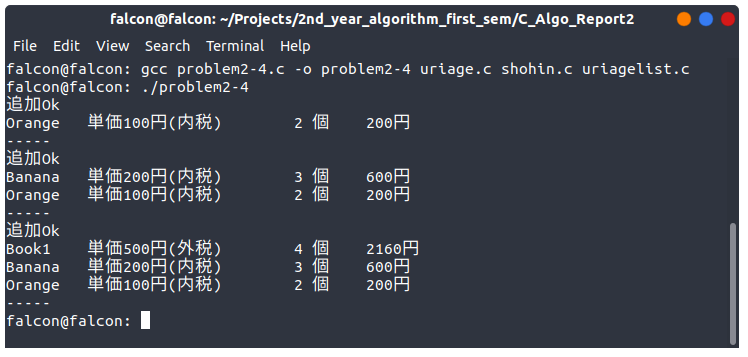 falcon@falcon: ~/Projects/2nd_year_algorithm_first_sem/C_Algo_Report2
File Edit View Search Terminal Help
falcon@falcon: gcc problem2-4.c -o problem2-4 uriage.c shohin.c uriagelist.c
falcon@falcon: ./problem2-4
追加Ok
Orange 単価100円(内税) 2 個 200円
-----
追加Ok
Banana 単価200円(内税) 3 個 600円
Orange 単価100円(内税) 2 個 200円
-----
追加Ok
Book1 単価500円(外税) 4 個 2160円
Banana 単価200円(内税) 3 個 600円
Orange 単価100円(内税) 2 個 200円
-----
falcon@falcon: